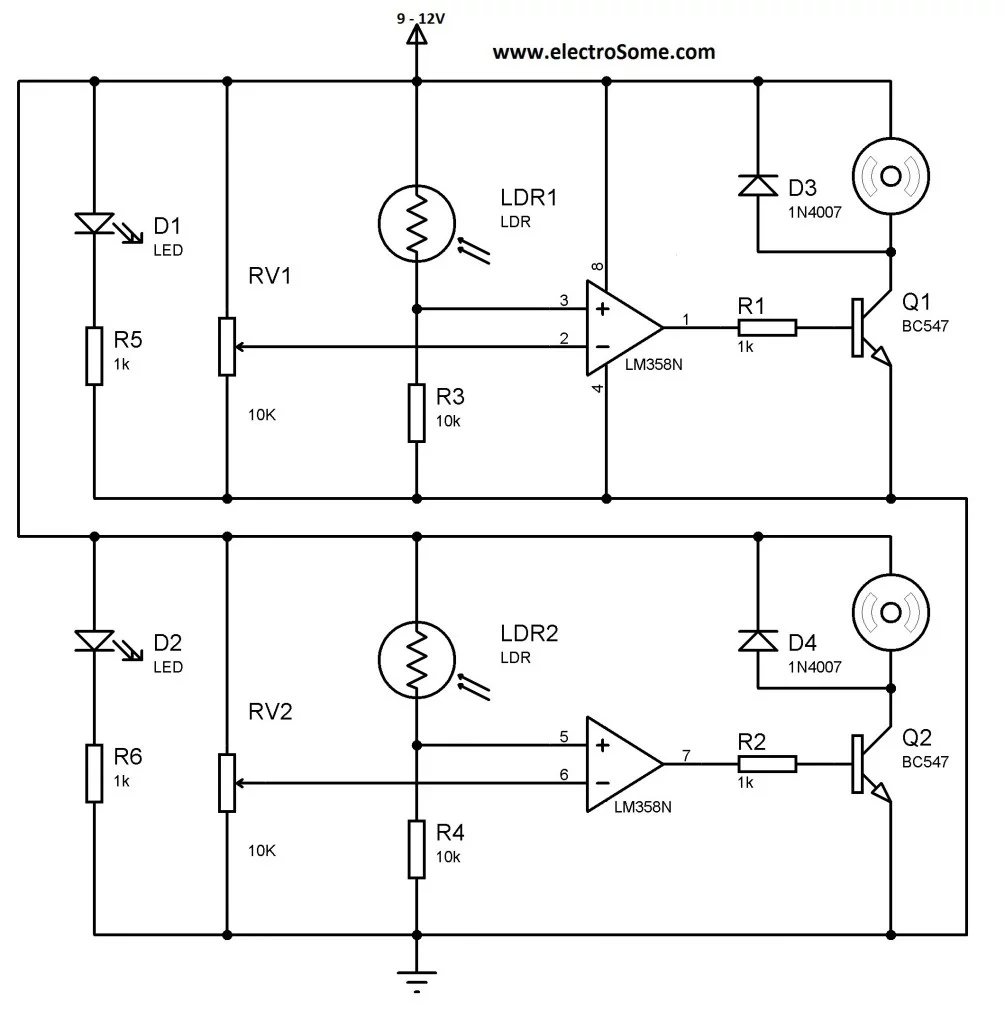 9 - 12V
www.electroSome.com
D1
LED
R5
1k
RV1
10K
LDR1
LDR
R3
10k
3
2
8
4
1
+
−
LM358N
R1
1k
D3
1N4007
Q1
BC547
D2
LED
R6
1k
RV2
10K
LDR2
LDR
R4
10k
5
6
7
+
−
LM358N
R2
1k
D4
1N4007
Q2
BC547